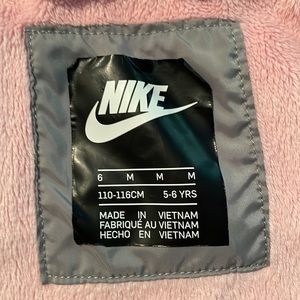 NIKE
6 M M M
110-116CM 5-6 YRS
MADE IN VIETNAM
FABRIQUÉ AU VIETNAM
HECHO EN VIETNAM